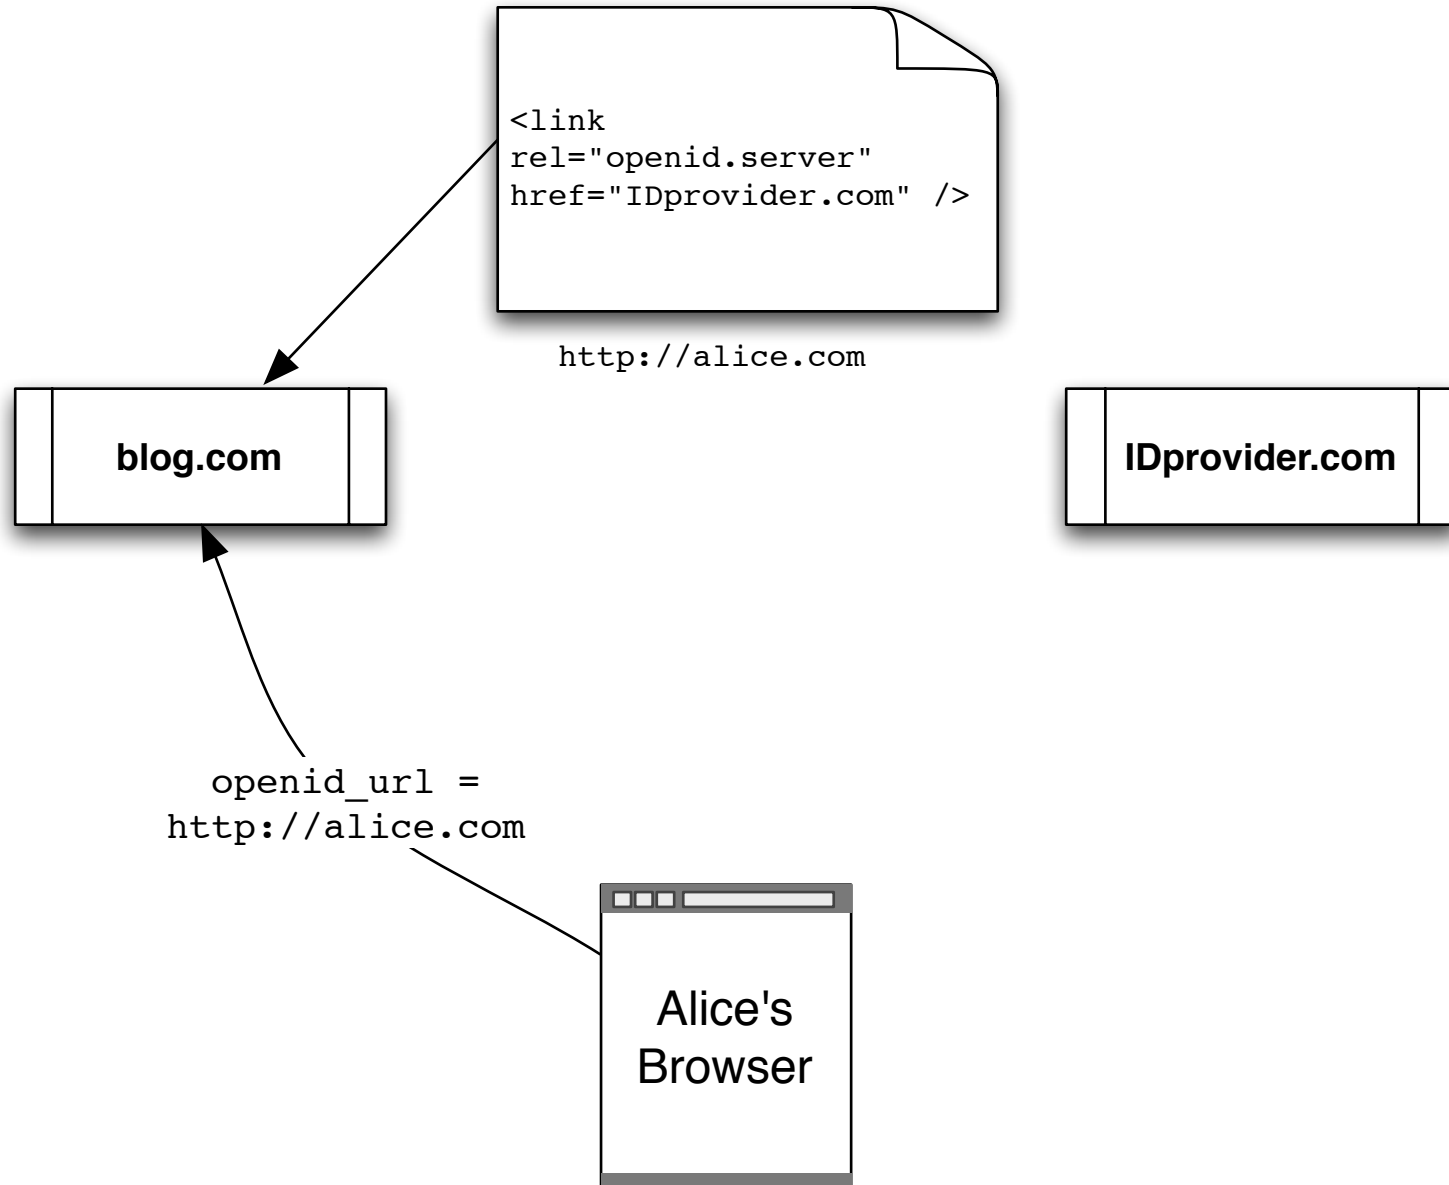 <link
rel="openid.server"
href="IDprovider.com" />
http://alice.com
blog.com
IDprovider.com
openid_url =
http://alice.com
Alice's
Browser